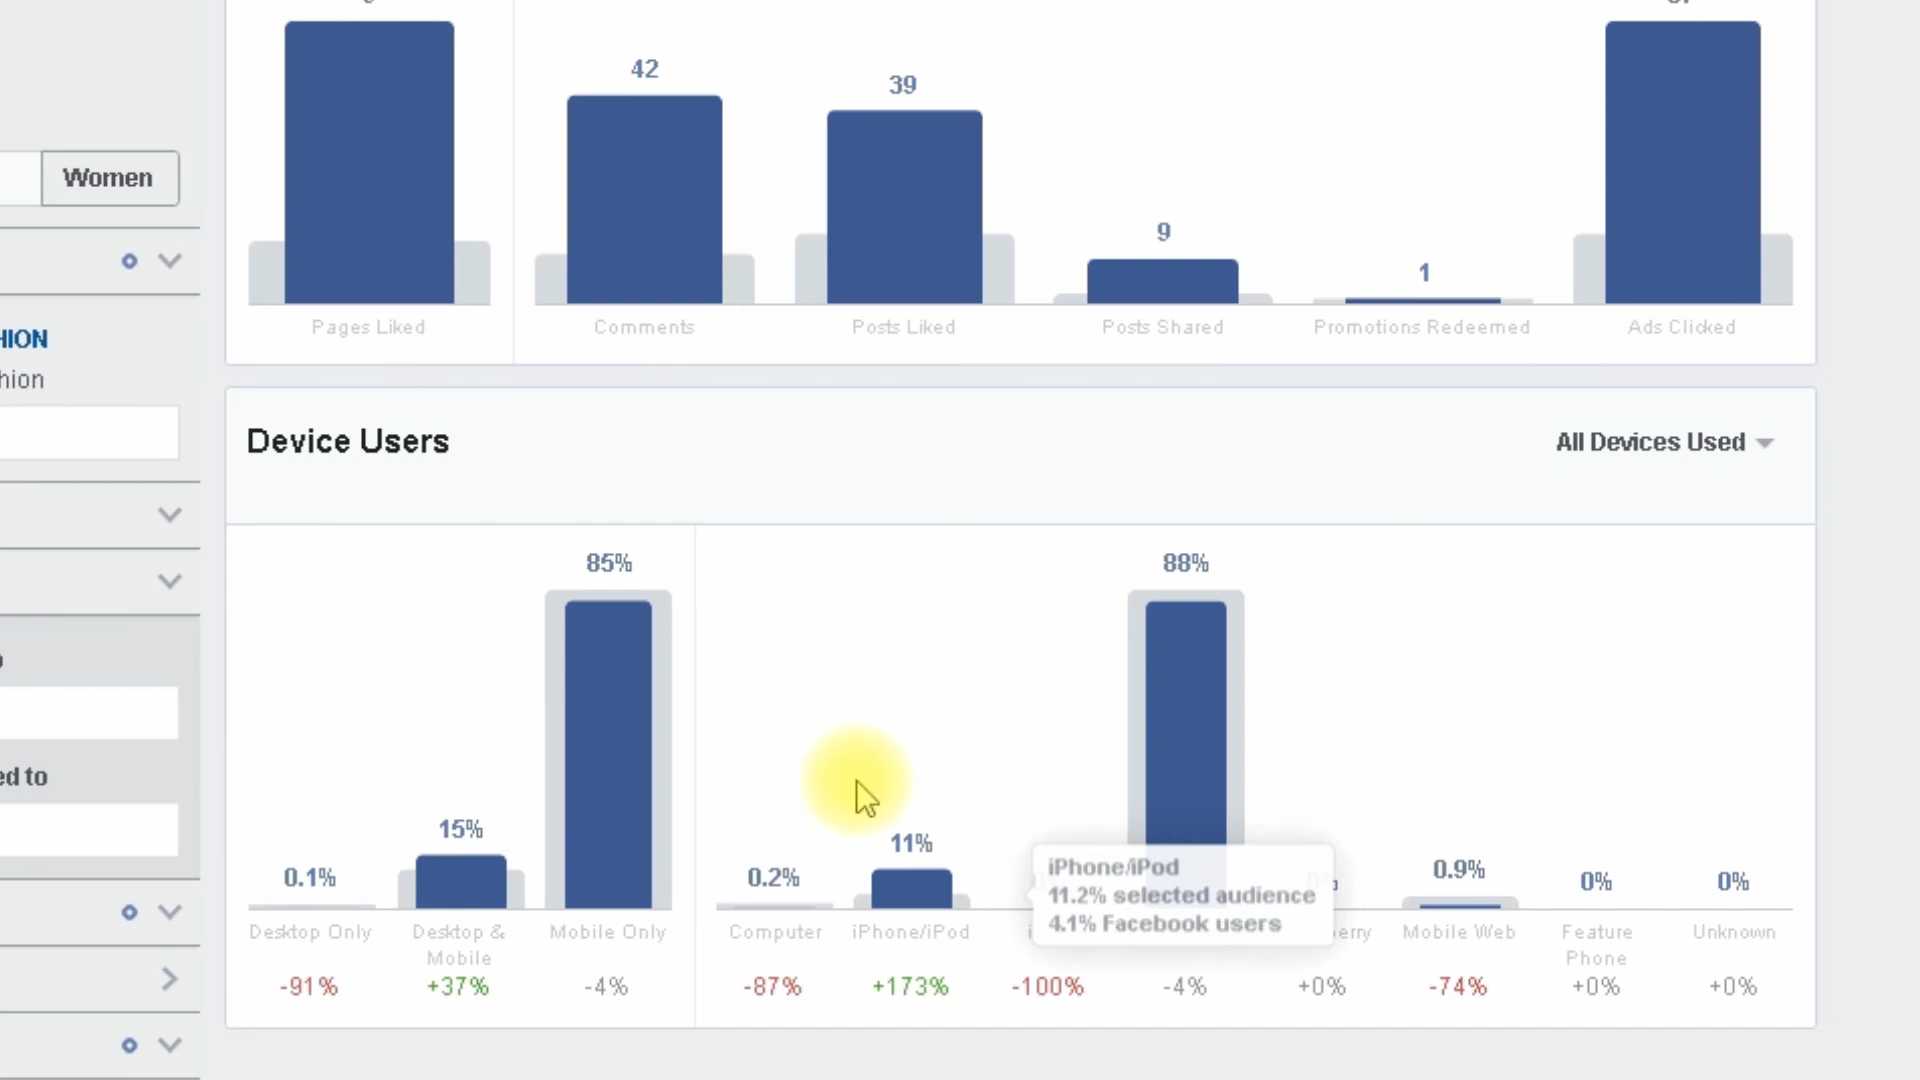 42
39
9
1
Pages Liked
Comments
Posts Liked
Posts Shared
Promotions Redeemed
Ads Clicked
Women
HION
hion
ed to
Device Users
All Devices Used
85%
88%
15%
11%
0.1%
0.2%
0.9%
0%
0%
iPhone/iPod
11.2% selected audience
4.1% Facebook users
Desktop Only
Desktop &
Mobile
Mobile Only
Computer
iPhone/iPod
erry
Mobile Web
Feature
Phone
Unknown
-91%
+37%
-4%
-87%
+173%
-100%
-4%
+0%
-74%
+0%
+0%